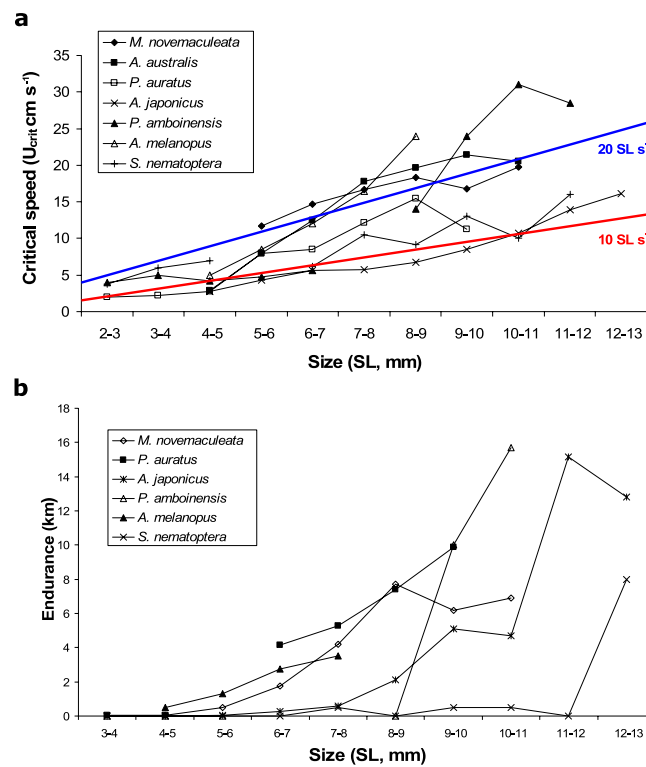 a
M. novemaculeata
A. australis
P. auratus
A. japonicus
P. amboinensis
A. melanopus
S. nematoptera
Critical speed (Ucrit cm s-1)
40
35
30
25
20
15
10
5
0
20 SL s-
10 SL s-
2-3 3-4 4-5 5-6 6-7 7-8 8-9 9-10 10-11 11-12 12-13
Size (SL, mm)
b
M. novemaculeata
P. auratus
A. japonicus
P. amboinensis
A. melanopus
S. nematoptera
Endurance (km)
18
16
14
12
10
8
6
4
2
0
3-4 4-5 5-6 6-7 7-8 8-9 9-10 10-11 11-12 12-13
Size (SL, mm)